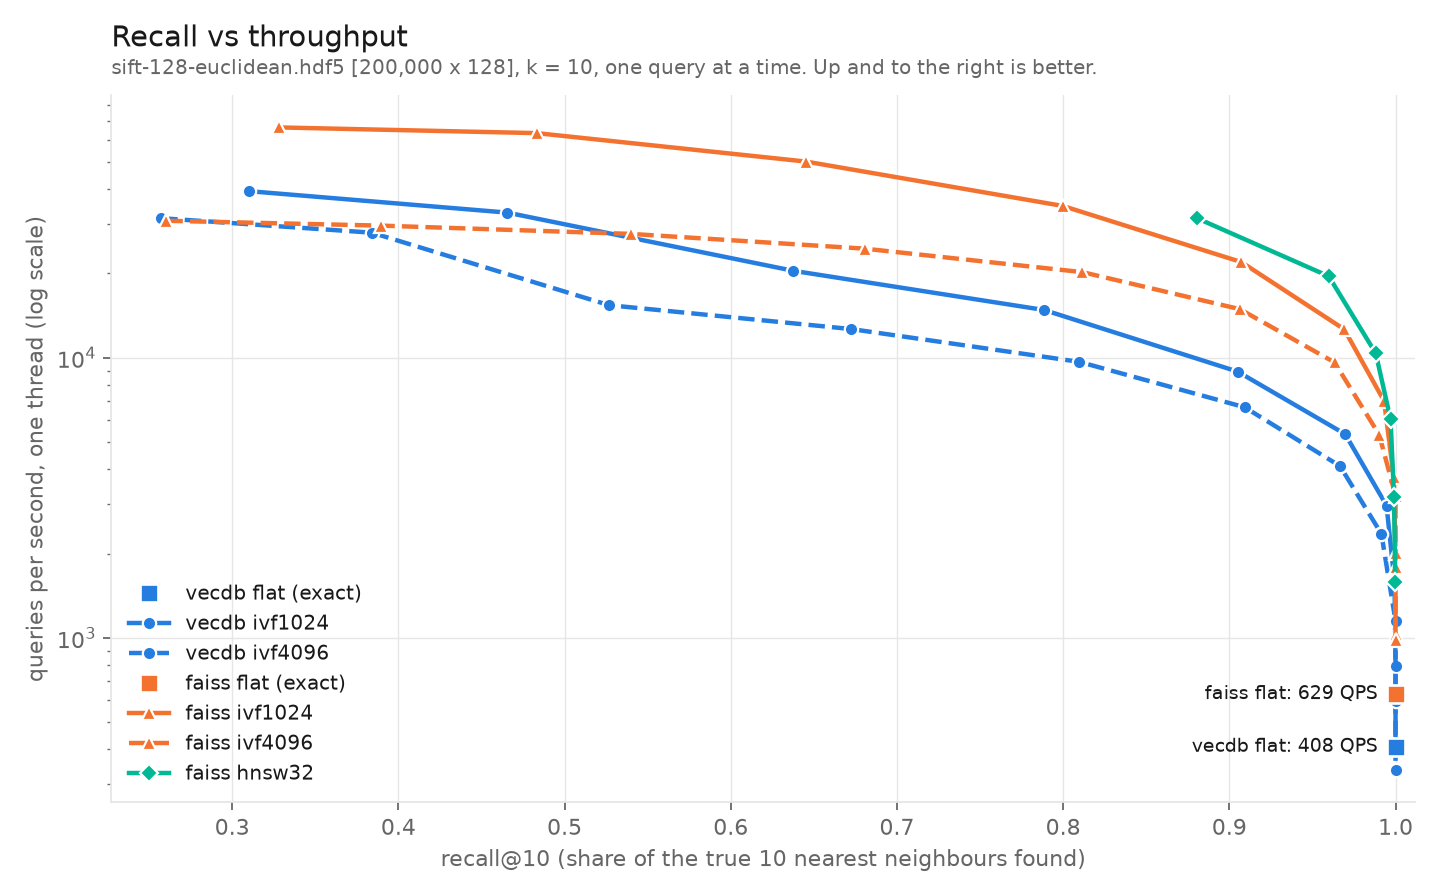 Recall vs throughput
sift-128-euclidean.hdf5 [200,000 x 128], k = 10, one query at a time. Up and to the right is better.
queries per second, one thread (log scale)
10⁴
10³
vecdb flat (exact)
vecdb ivf1024
vecdb ivf4096
faiss flat (exact)
faiss ivf1024
faiss ivf4096
faiss hnsw32
faiss flat: 629 QPS
vecdb flat: 408 QPS
0.3 0.4 0.5 0.6 0.7 0.8 0.9 1.0
recall@10 (share of the true 10 nearest neighbours found)